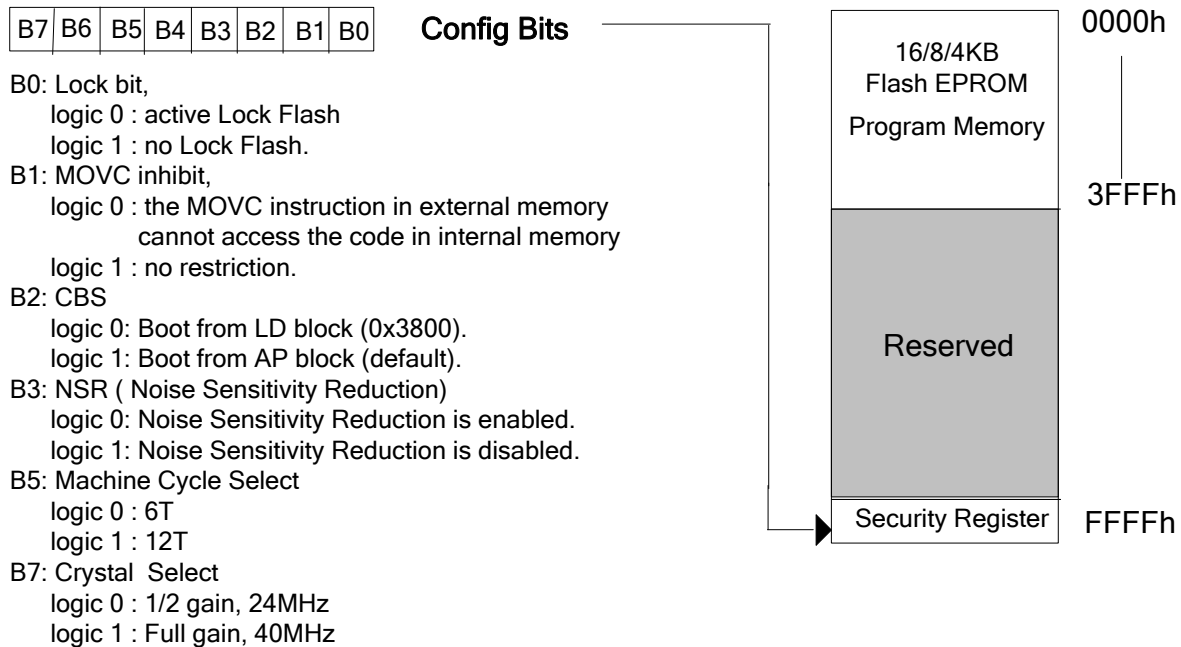 B7 B6 B5 B4 B3 B2 B1 B0 Config Bits
B0: Lock bit,
logic 0 : active Lock Flash
logic 1 : no Lock Flash.
B1: MOVC inhibit,
logic 0 : the MOVC instruction in external memory
cannot access the code in internal memory
logic 1 : no restriction.
B2: CBS
logic 0: Boot from LD block (0x3800).
logic 1: Boot from AP block (default).
B3: NSR ( Noise Sensitivity Reduction)
logic 0: Noise Sensitivity Reduction is enabled.
logic 1: Noise Sensitivity Reduction is disabled.
B5: Machine Cycle Select
logic 0 : 6T
logic 1 : 12T
B7: Crystal Select
logic 0 : 1/2 gain, 24MHz
logic 1 : Full gain, 40MHz
0000h
16/8/4KB
Flash EPROM
Program Memory
3FFFh
Reserved
Security Register
FFFFh